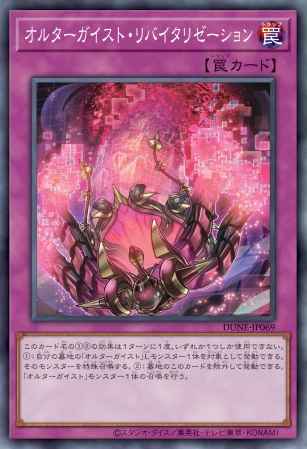 オルターガイスト・リバイタリゼーション
罠
トラップ
【罠カード】
DUNE-JP069
このカード名の①②の効果は1ターンに1度、いずれか1つしか使用できない。
①:自分の墓地の「オルターガイスト」モンスター1体を対象として発動できる。
そのモンスターを特殊召喚する。②:墓地のこのカードを除外して発動できる。
「オルターガイスト」モンスター1体の召喚を行う。
©スタジオ・ダイス/集英社・テレビ東京・KONAMI